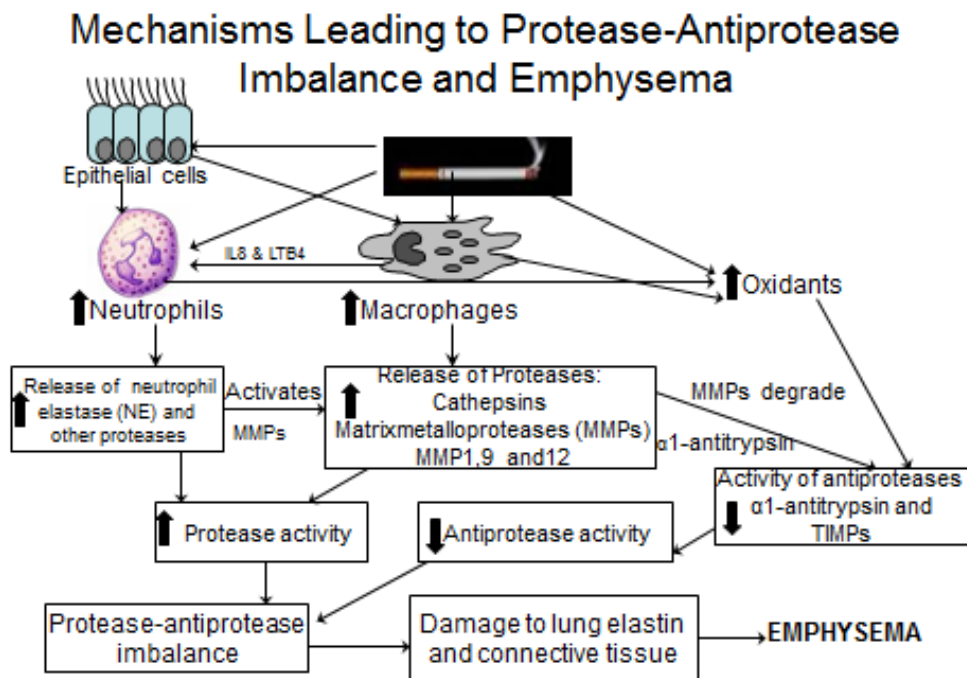 Mechanisms Leading to Protease-Antiprotease
Imbalance and Emphysema
Epithelial cells
IL8 & LTB4
Neutrophils
Macrophages
Oxidants
Release of neutrophil
elastase (NE) and
other proteases
Activates
MMPs
Release of Proteases:
Cathepsins
Matrixmetalloproteases (MMPs)
MMP1,9 and12
MMPs degrade
α1-antitrypsin
Activity of antiproteases
α1-antitrypsin and
TIMPs
Protease activity
Antiprotease activity
Protease-antiprotease
imbalance
Damage to lung elastin
and connective tissue
EMPHYSEMA